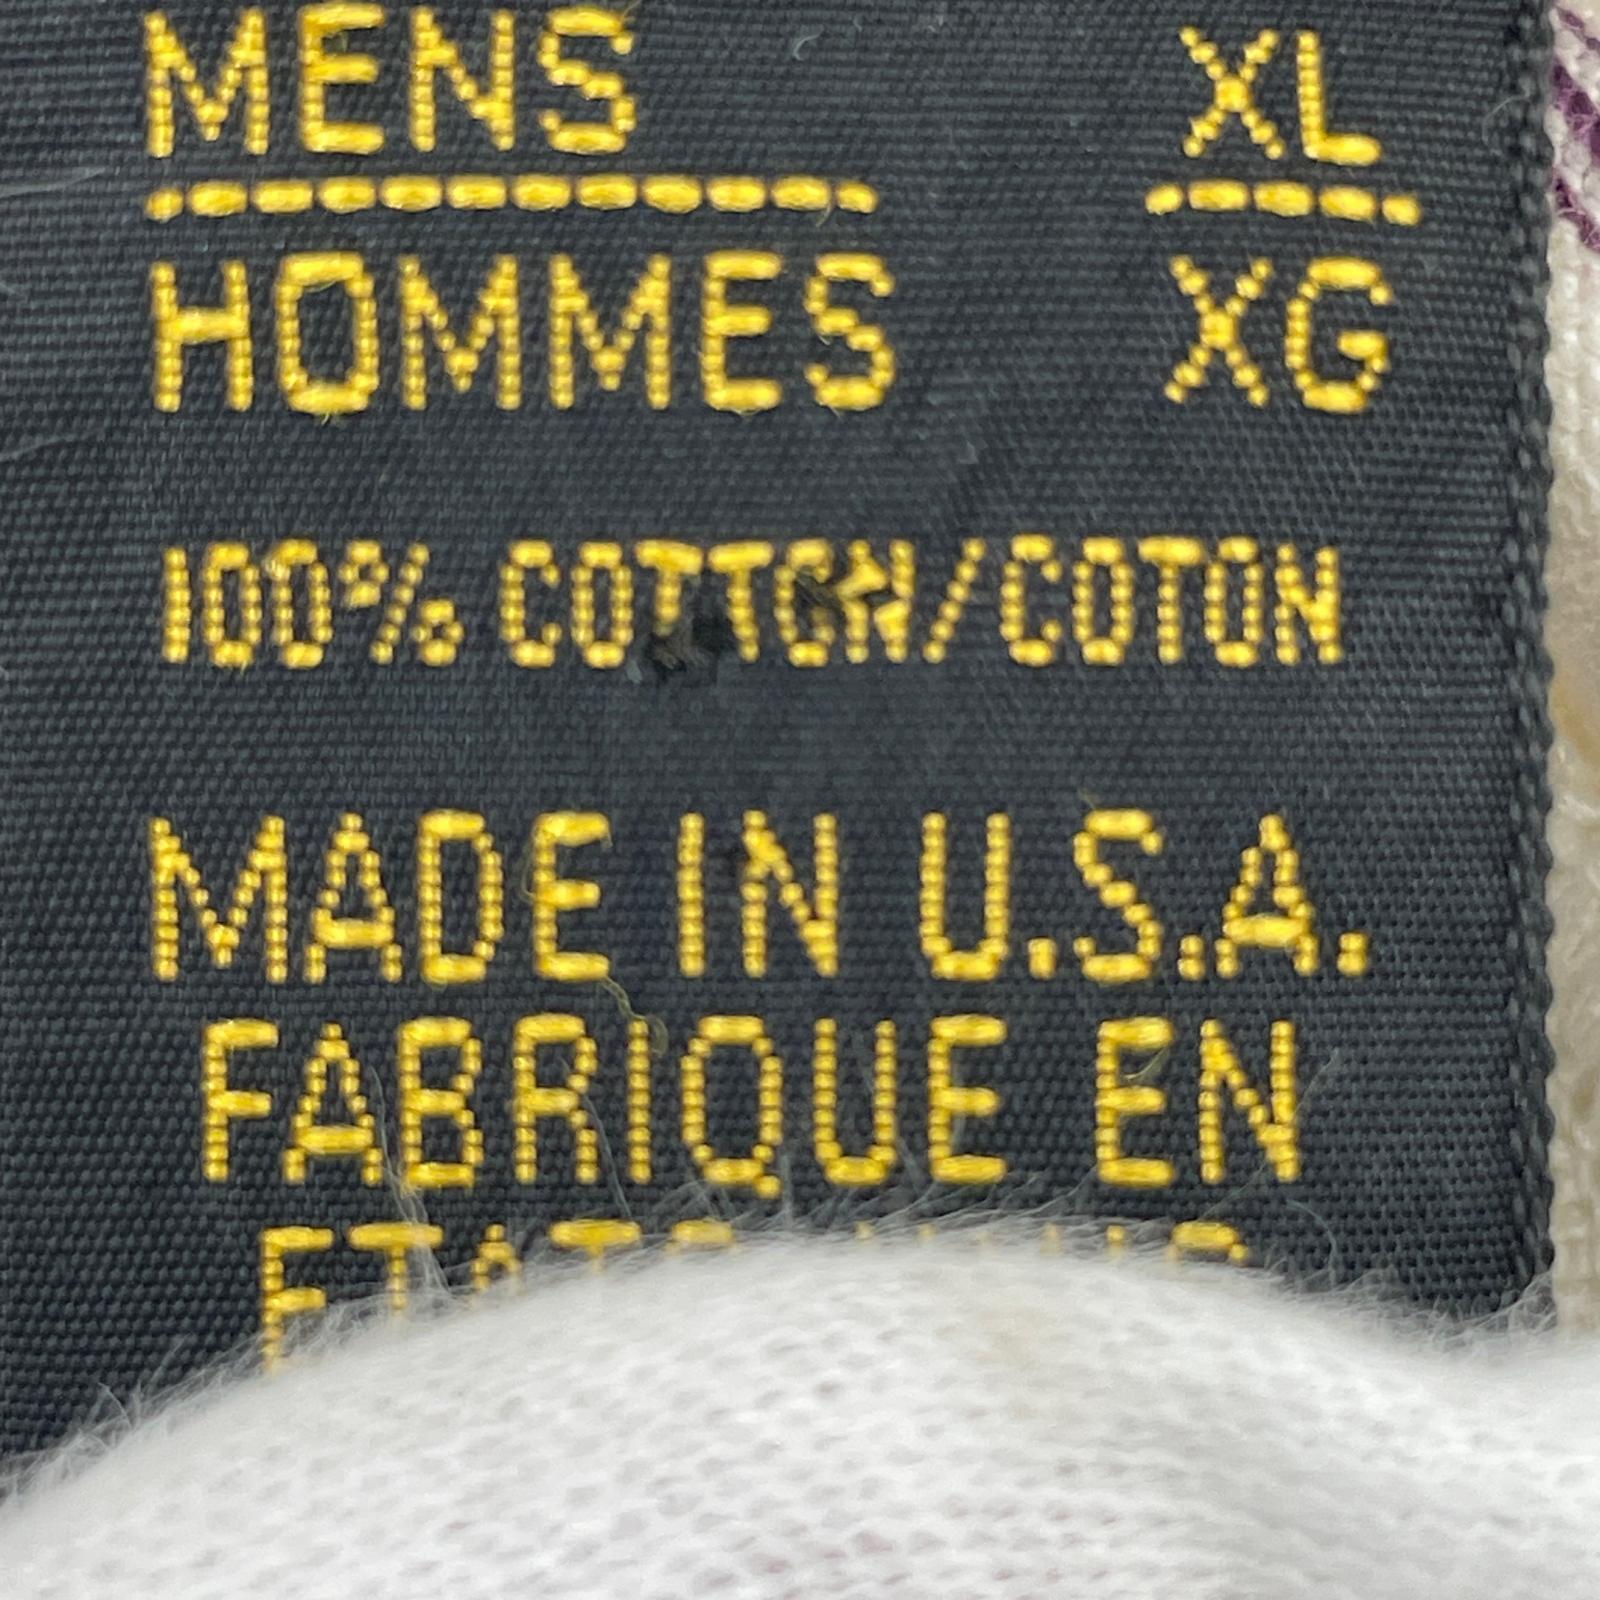 MENS XL
HOMMES XG
100% COTTON/COTON
MADE IN U.S.A.
FABRIQUE EN